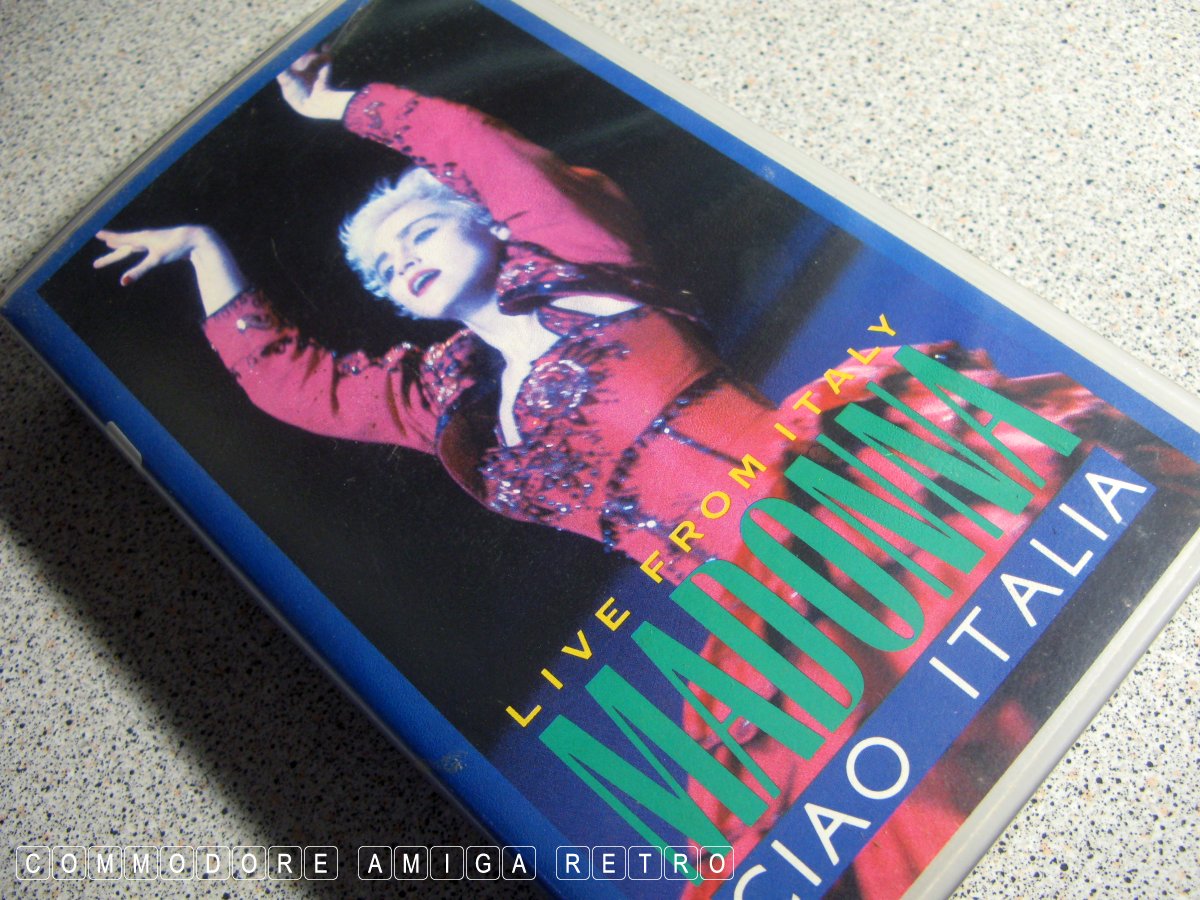 LIVE FROM ITALY
MADONNA
CIAO ITALIA
COMMODORE AMIGA RETRO